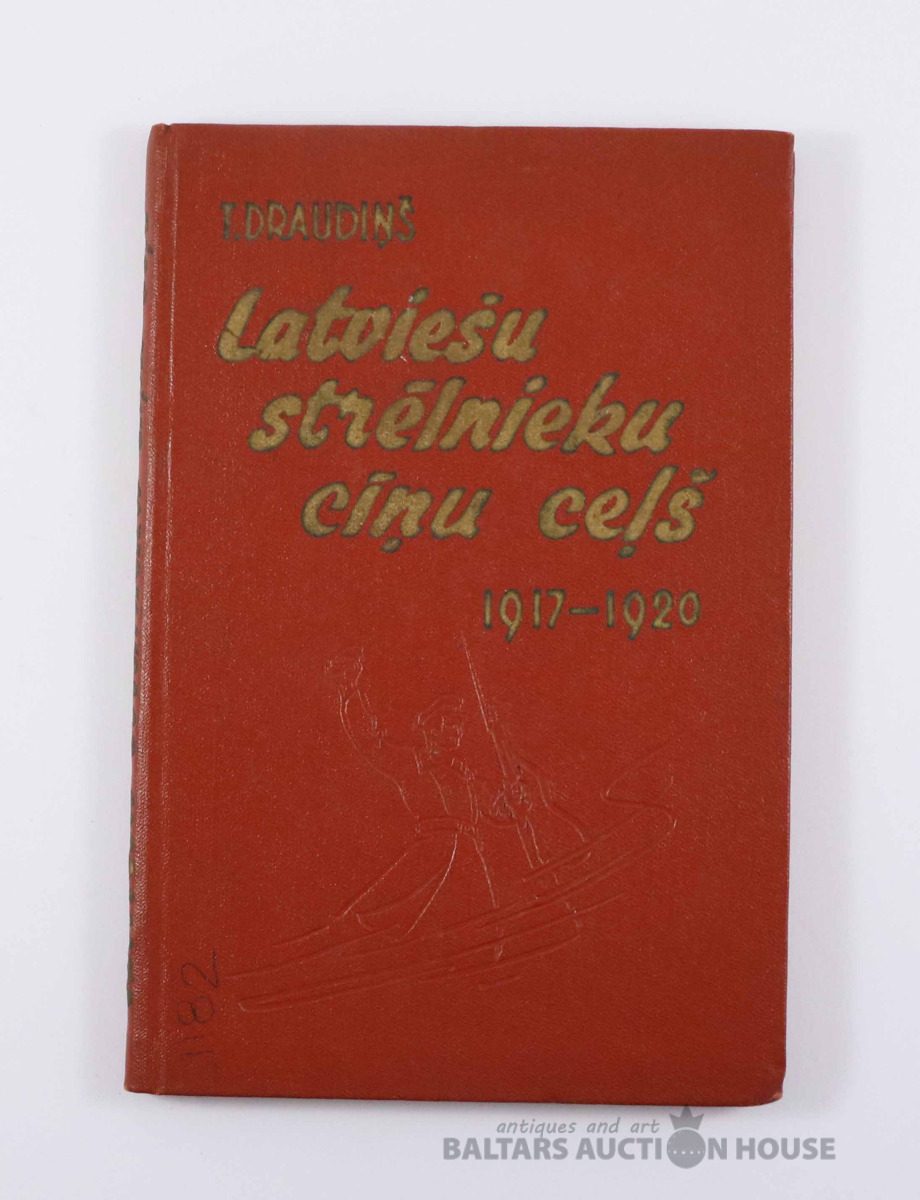 T. DRAUDIŅŠ
Latviešu
strēlnieku
cīņu ceļš
1917-1920
1182
antiques and art
BALTARS AUCTION HOUSE